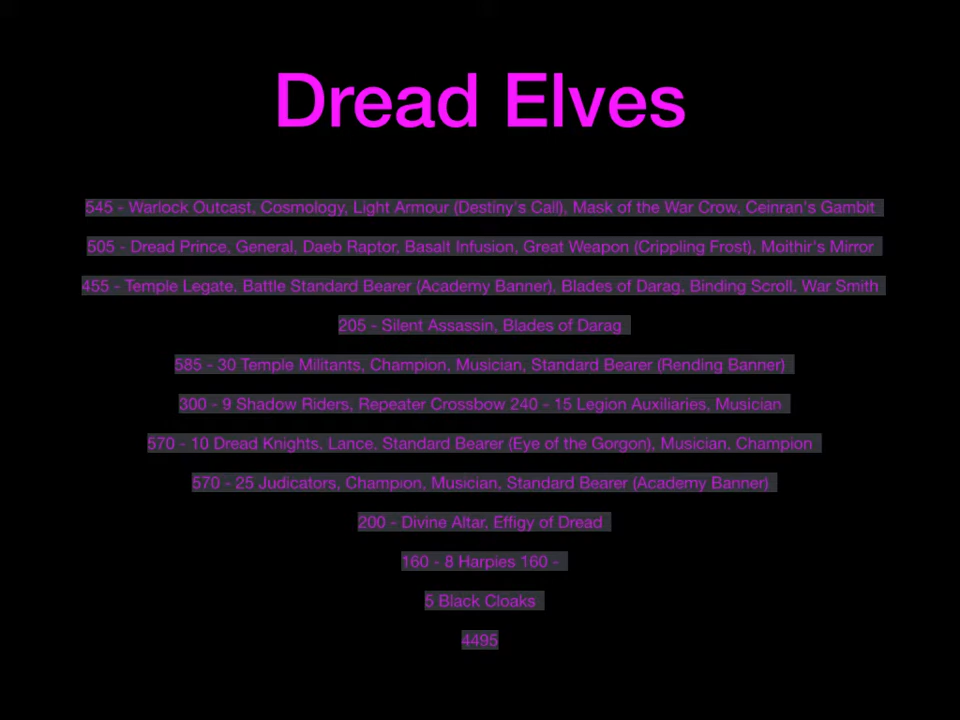 Dread Elves
545 - Warlock Outcast, Cosmology, Light Armour (Destiny's Call), Mask of the War Crow, Ceinran's Gambit
505 - Dread Prince, General, Daeb Raptor, Basalt Infusion, Great Weapon (Crippling Frost), Moithir's Mirror
455 - Temple Legate, Battle Standard Bearer (Academy Banner), Blades of Darag, Binding Scroll, War Smith
205 - Silent Assassin, Blades of Darag
585 - 30 Temple Militants, Champion, Musician, Standard Bearer (Rending Banner)
300 - 9 Shadow Riders, Repeater Crossbow 240 - 15 Legion Auxiliaries, Musician
570 - 10 Dread Knights, Lance, Standard Bearer (Eye of the Gorgon), Musician, Champion
570 - 25 Judicators, Champion, Musician, Standard Bearer (Academy Banner)
200 - Divine Altar, Effigy of Dread
160 - 8 Harpies 160 -
5 Black Cloaks
4495